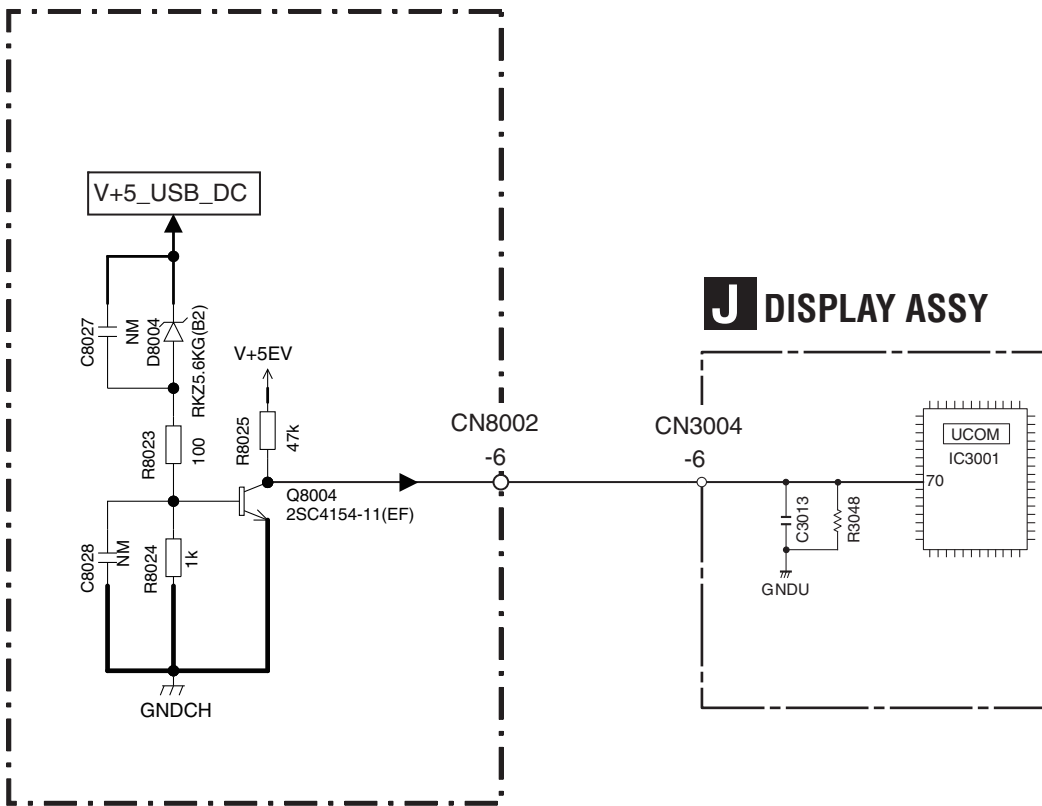 V+5_USB_DC
C8027
NM
D8004
RKZ5.6KG(B2)
V+5EV
R8023
100
R8025
47k
Q8004
2SC4154-11(EF)
C8028
NM
R8024
1k
GNDCH
CN8002
-6
J DISPLAY ASSY
CN3004
-6
C3013
R3048
GNDU
UCOM
IC3001
70